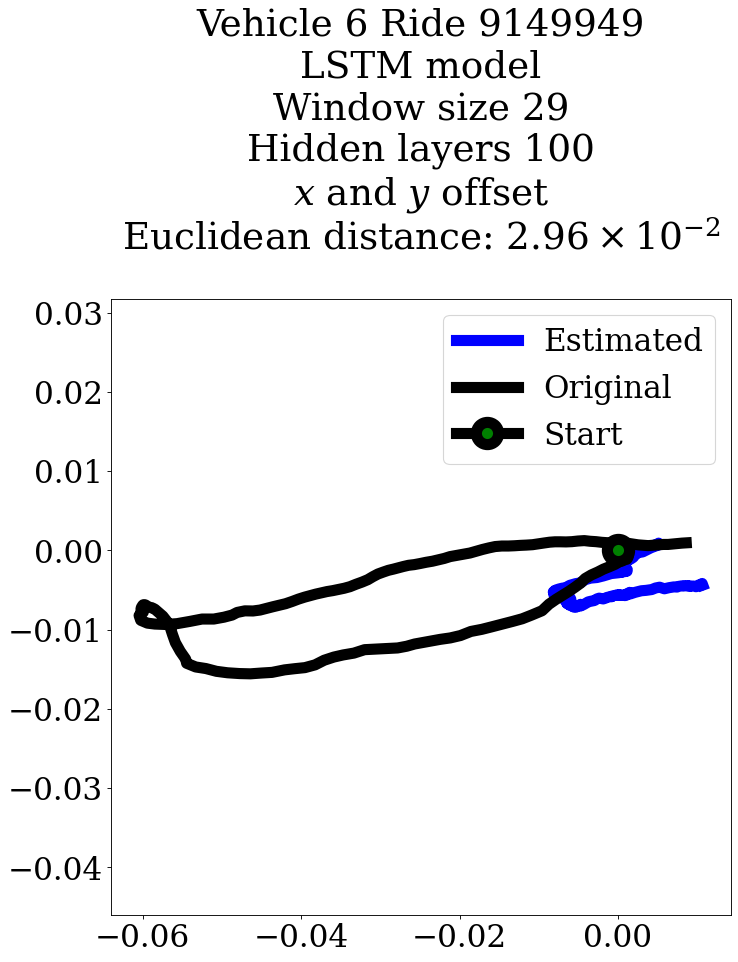 Vehicle 6 Ride 9149949
LSTM model
Window size 29
Hidden layers 100
x and y offset
Euclidean distance: 2.96 × 10⁻²
Estimated
Original
Start
0.03
0.02
0.01
0.00
−0.01
−0.02
−0.03
−0.04
−0.06 −0.04 −0.02 0.00